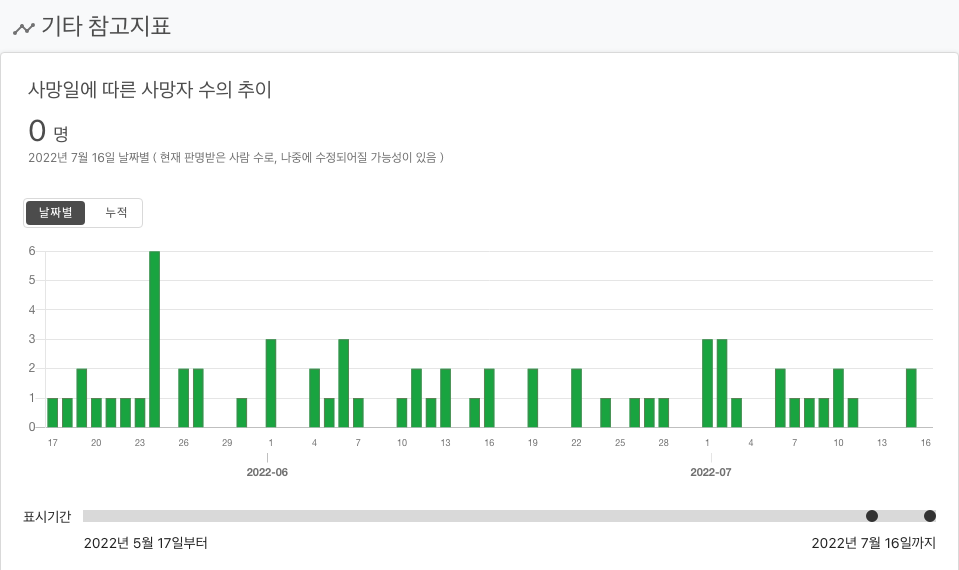 기타 참고지표
사망일에 따른 사망자 수의 추이
0 명
2022년 7월 16일 날짜별 ( 현재 판명받은 사람 수로, 나중에 수정되어질 가능성이 있음 )
날짜별 누적
6
5
4
3
2
1
0
17 20 23 26 29 1 4 7 10 13 16 19 22 25 28 1 4 7 10 13 16
2022-06 2022-07
표시기간
2022년 5월 17일부터 2022년 7월 16일까지